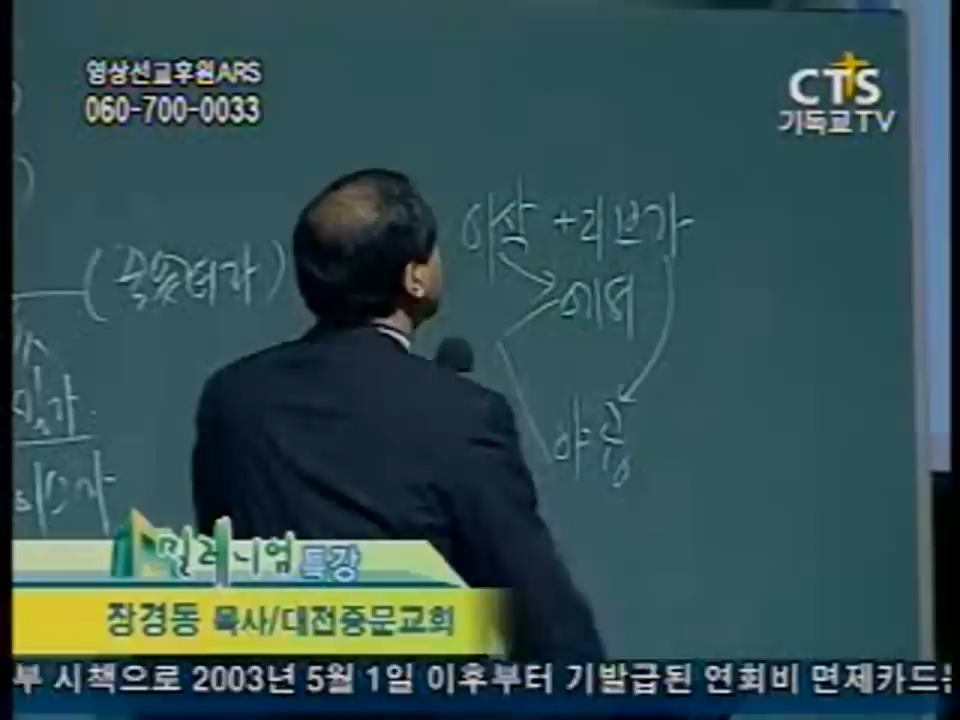 영상선교후원ARS
060-700-0033
CTS
기독교TV
이삭 +리브가
에서
야곱
밀레니엄 특강
장경동 목사/대전중문교회
부 시책으로 2003년 5월 1일 이후부터 기발급된 연회비 면제카드는